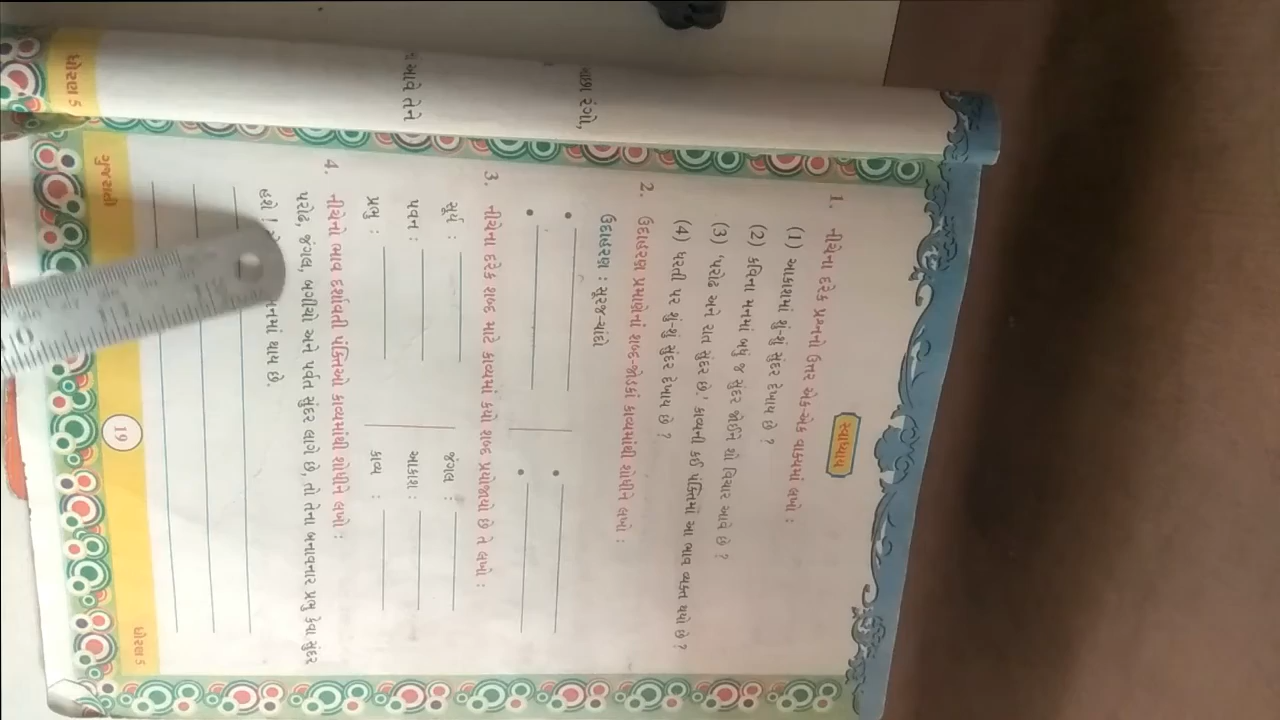 ાછા રંગો,
ં આવે તેને
ધોરણ 5
સ્વાધ્યાય
1. નીચેના દરેક પ્રશ્નનો ઉત્તર એક-એક વાક્યમાં લખો :
(1) આકાશમાં શું-શું સુંદર દેખાય છે ?
(2) કવિના મનમાં બધું જ સુંદર જોઈને શો વિચાર આવે છે ?
(3) ‘પરોઢ અને રાત સુંદર છે.’ કાવ્યની કઈ પંક્તિમાં આ ભાવ વ્યક્ત થયો છે ?
(4) ધરતી પર શું-શું સુંદર દેખાય છે ?
2. ઉદાહરણ પ્રમાણેનાં શબ્દ-જોડકાં કાવ્યમાંથી શોધીને લખો :
ઉદાહરણ : સૂરજ-ચાંદો
3. નીચેના દરેક શબ્દ માટે કાવ્યમાં કયો શબ્દ પ્રયોજાયો છે તે લખો :
સૂર્ય : જંગલ :
પવન : આકાશ :
પ્રભુ : કાવ્ય :
4. નીચેનો ભાવ દર્શાવતી પંક્તિઓ કાવ્યમાંથી શોધીને લખો :
પરોઢ, જંગલ, બગીચો અને પર્વત સુંદર લાગે છે, તો તેના બનાવનાર પ્રભુ કેવા સુંદર
હશે ! મનમાં થાય છે.
ગુજરાતી 19 ધોરણ 5